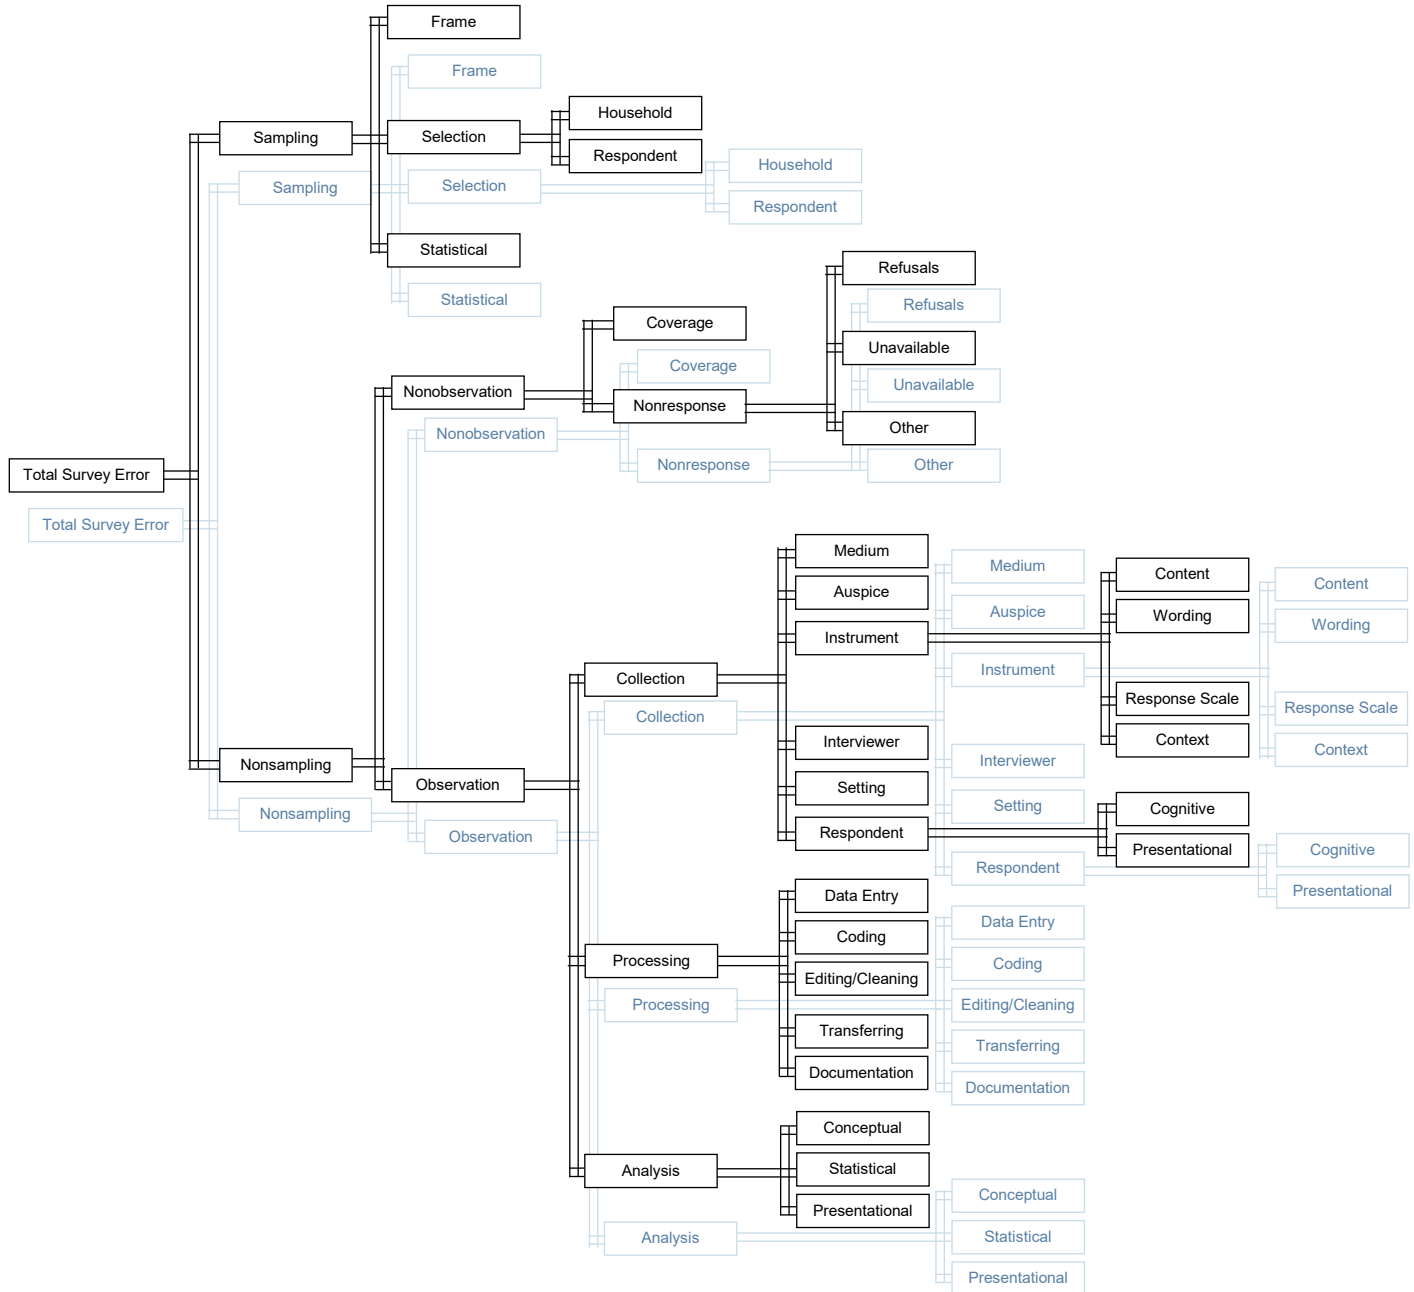 Frame
Frame
Household
Sampling
Selection
Respondent
Household
Sampling
Selection
Respondent
Statistical
Refusals
Statistical
Refusals
Coverage
Unavailable
Coverage
Unavailable
Nonobservation
Nonresponse
Other
Nonobservation
Nonresponse
Other
Total Survey Error
Total Survey Error
Medium
Medium
Content
Content
Auspice
Auspice
Wording
Wording
Instrument
Instrument
Collection
Response Scale
Response Scale
Collection
Interviewer
Context
Context
Interviewer
Nonsampling
Observation
Setting
Setting
Cognitive
Nonsampling
Observation
Respondent
Presentational
Cognitive
Respondent
Presentational
Data Entry
Data Entry
Coding
Processing
Coding
Editing/Cleaning
Processing
Editing/Cleaning
Transferring
Transferring
Documentation
Documentation
Conceptual
Analysis
Statistical
Conceptual
Presentational
Analysis
Statistical
Presentational